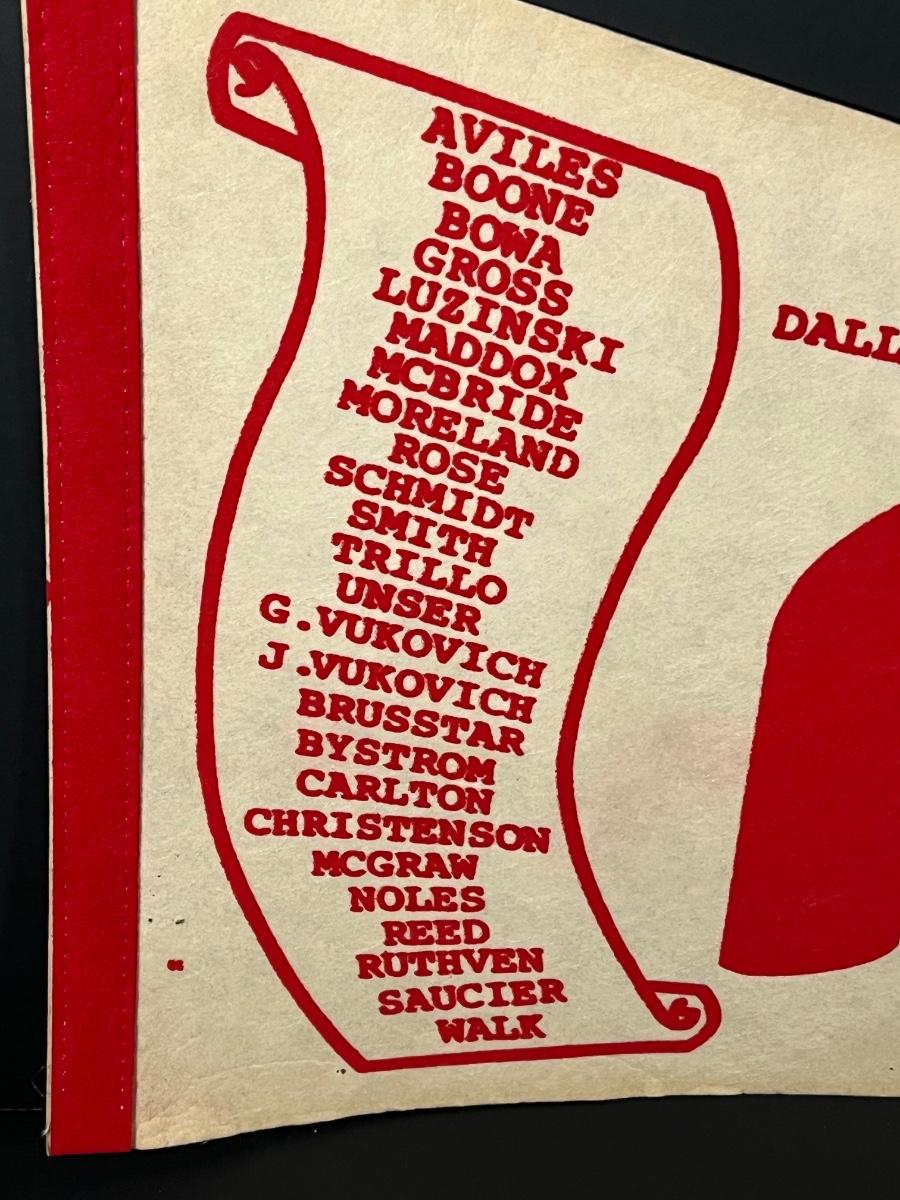 AVILES
BOONE
BOWA
GROSS
LUZINSKI
MADDOX
MCBRIDE
MORELAND
ROSE
SCHMIDT
SMITH
TRILLO
UNSER
G.VUKOVICH
J.VUKOVICH
BRUSSTAR
BYSTROM
CARLTON
CHRISTENSON
MCGRAW
NOLES
REED
RUTHVEN
SAUCIER
WALK
DALL